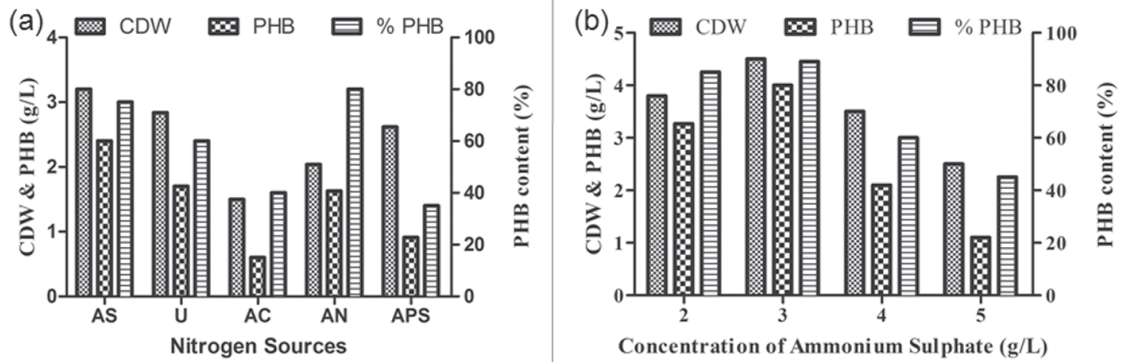 (a)
CDW PHB % PHB
4
3
2
1
0
CDW & PHB (g/L)
100
80
60
40
20
0
PHB content (%)
AS U AC AN APS
Nitrogen Sources
(b)
CDW PHB % PHB
5
4
3
2
1
0
CDW & PHB (g/L)
100
80
60
40
20
0
PHB content (%)
2 3 4 5
Concentration of Ammonium Sulphate (g/L)